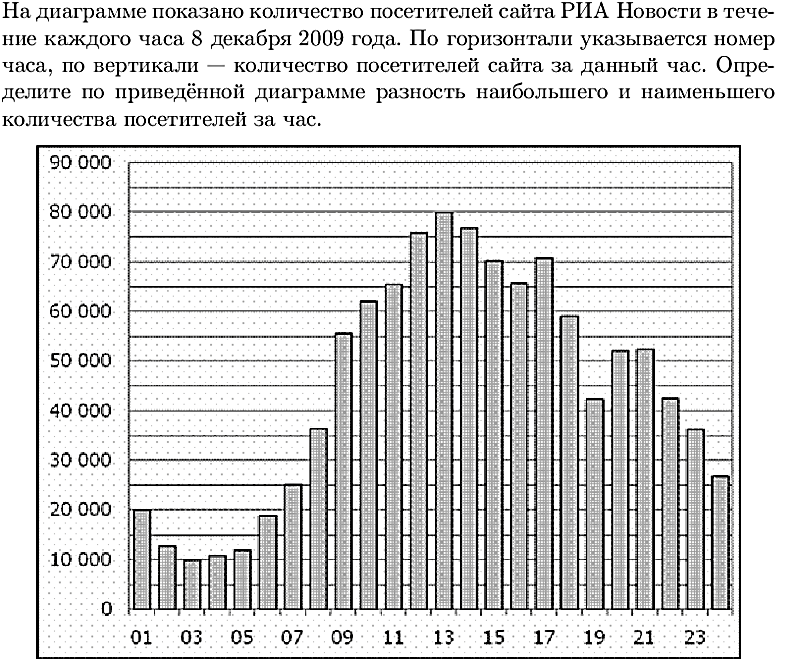 На диаграмме показано количество посетителей сайта РИА Новости в тече-
ние каждого часа 8 декабря 2009 года. По горизонтали указывается номер
часа, по вертикали — количество посетителей сайта за данный час. Опре-
делите по приведённой диаграмме разность наибольшего и наименьшего
количества посетителей за час.
90 000
80 000
70 000
60 000
50 000
40 000
30 000
20 000
10 000
0
01 03 05 07 09 11 13 15 17 19 21 23